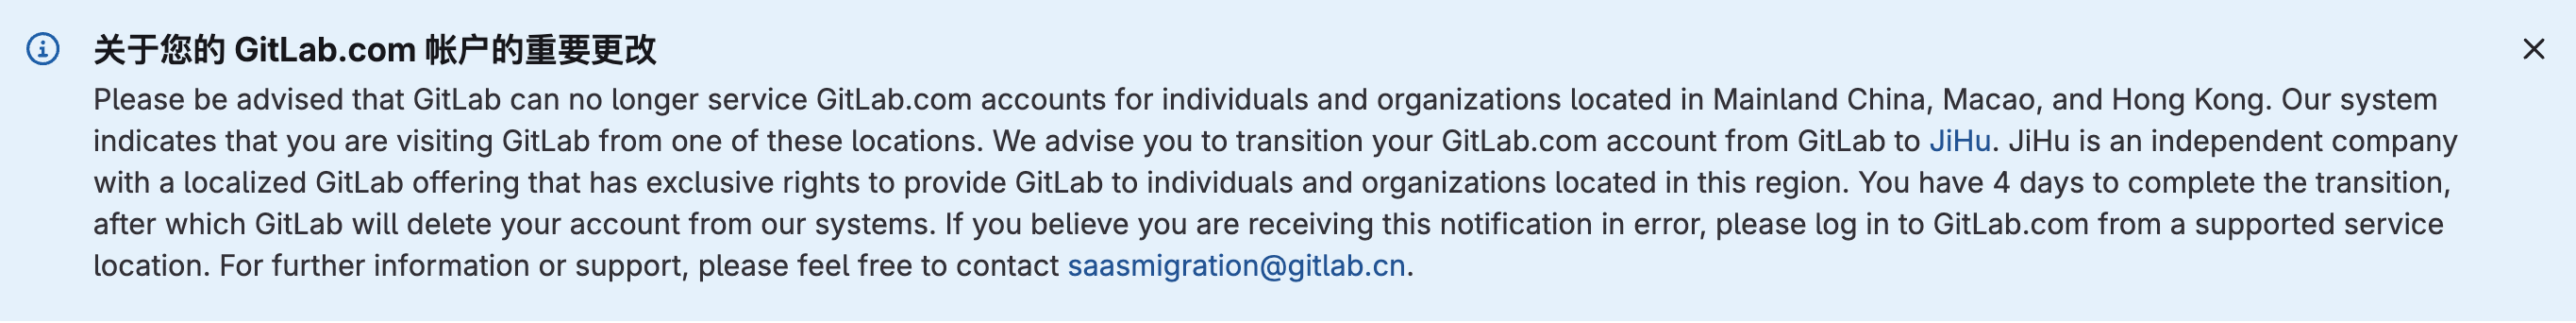 关于您的 GitLab.com 帐户的重要更改
Please be advised that GitLab can no longer service GitLab.com accounts for individuals and organizations located in Mainland China, Macao, and Hong Kong. Our system
indicates that you are visiting GitLab from one of these locations. We advise you to transition your GitLab.com account from GitLab to JiHu. JiHu is an independent company
with a localized GitLab offering that has exclusive rights to provide GitLab to individuals and organizations located in this region. You have 4 days to complete the transition,
after which GitLab will delete your account from our systems. If you believe you are receiving this notification in error, please log in to GitLab.com from a supported service
location. For further information or support, please feel free to contact saasmigration@gitlab.cn.